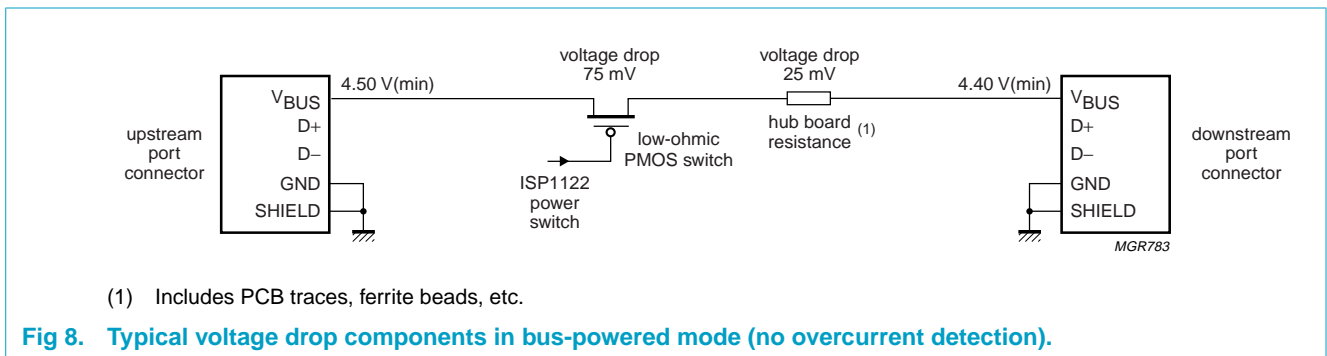 voltage drop
75 mV
voltage drop
25 mV
4.50 V(min)
4.40 V(min)
VBUS
D+
D−
GND
SHIELD
upstream
port
connector
low-ohmic
PMOS switch
hub board (1)
resistance
ISP1122
power
switch
VBUS
D+
D−
GND
SHIELD
downstream
port
connector
MGR783
(1) Includes PCB traces, ferrite beads, etc.
Fig 8. Typical voltage drop components in bus-powered mode (no overcurrent detection).